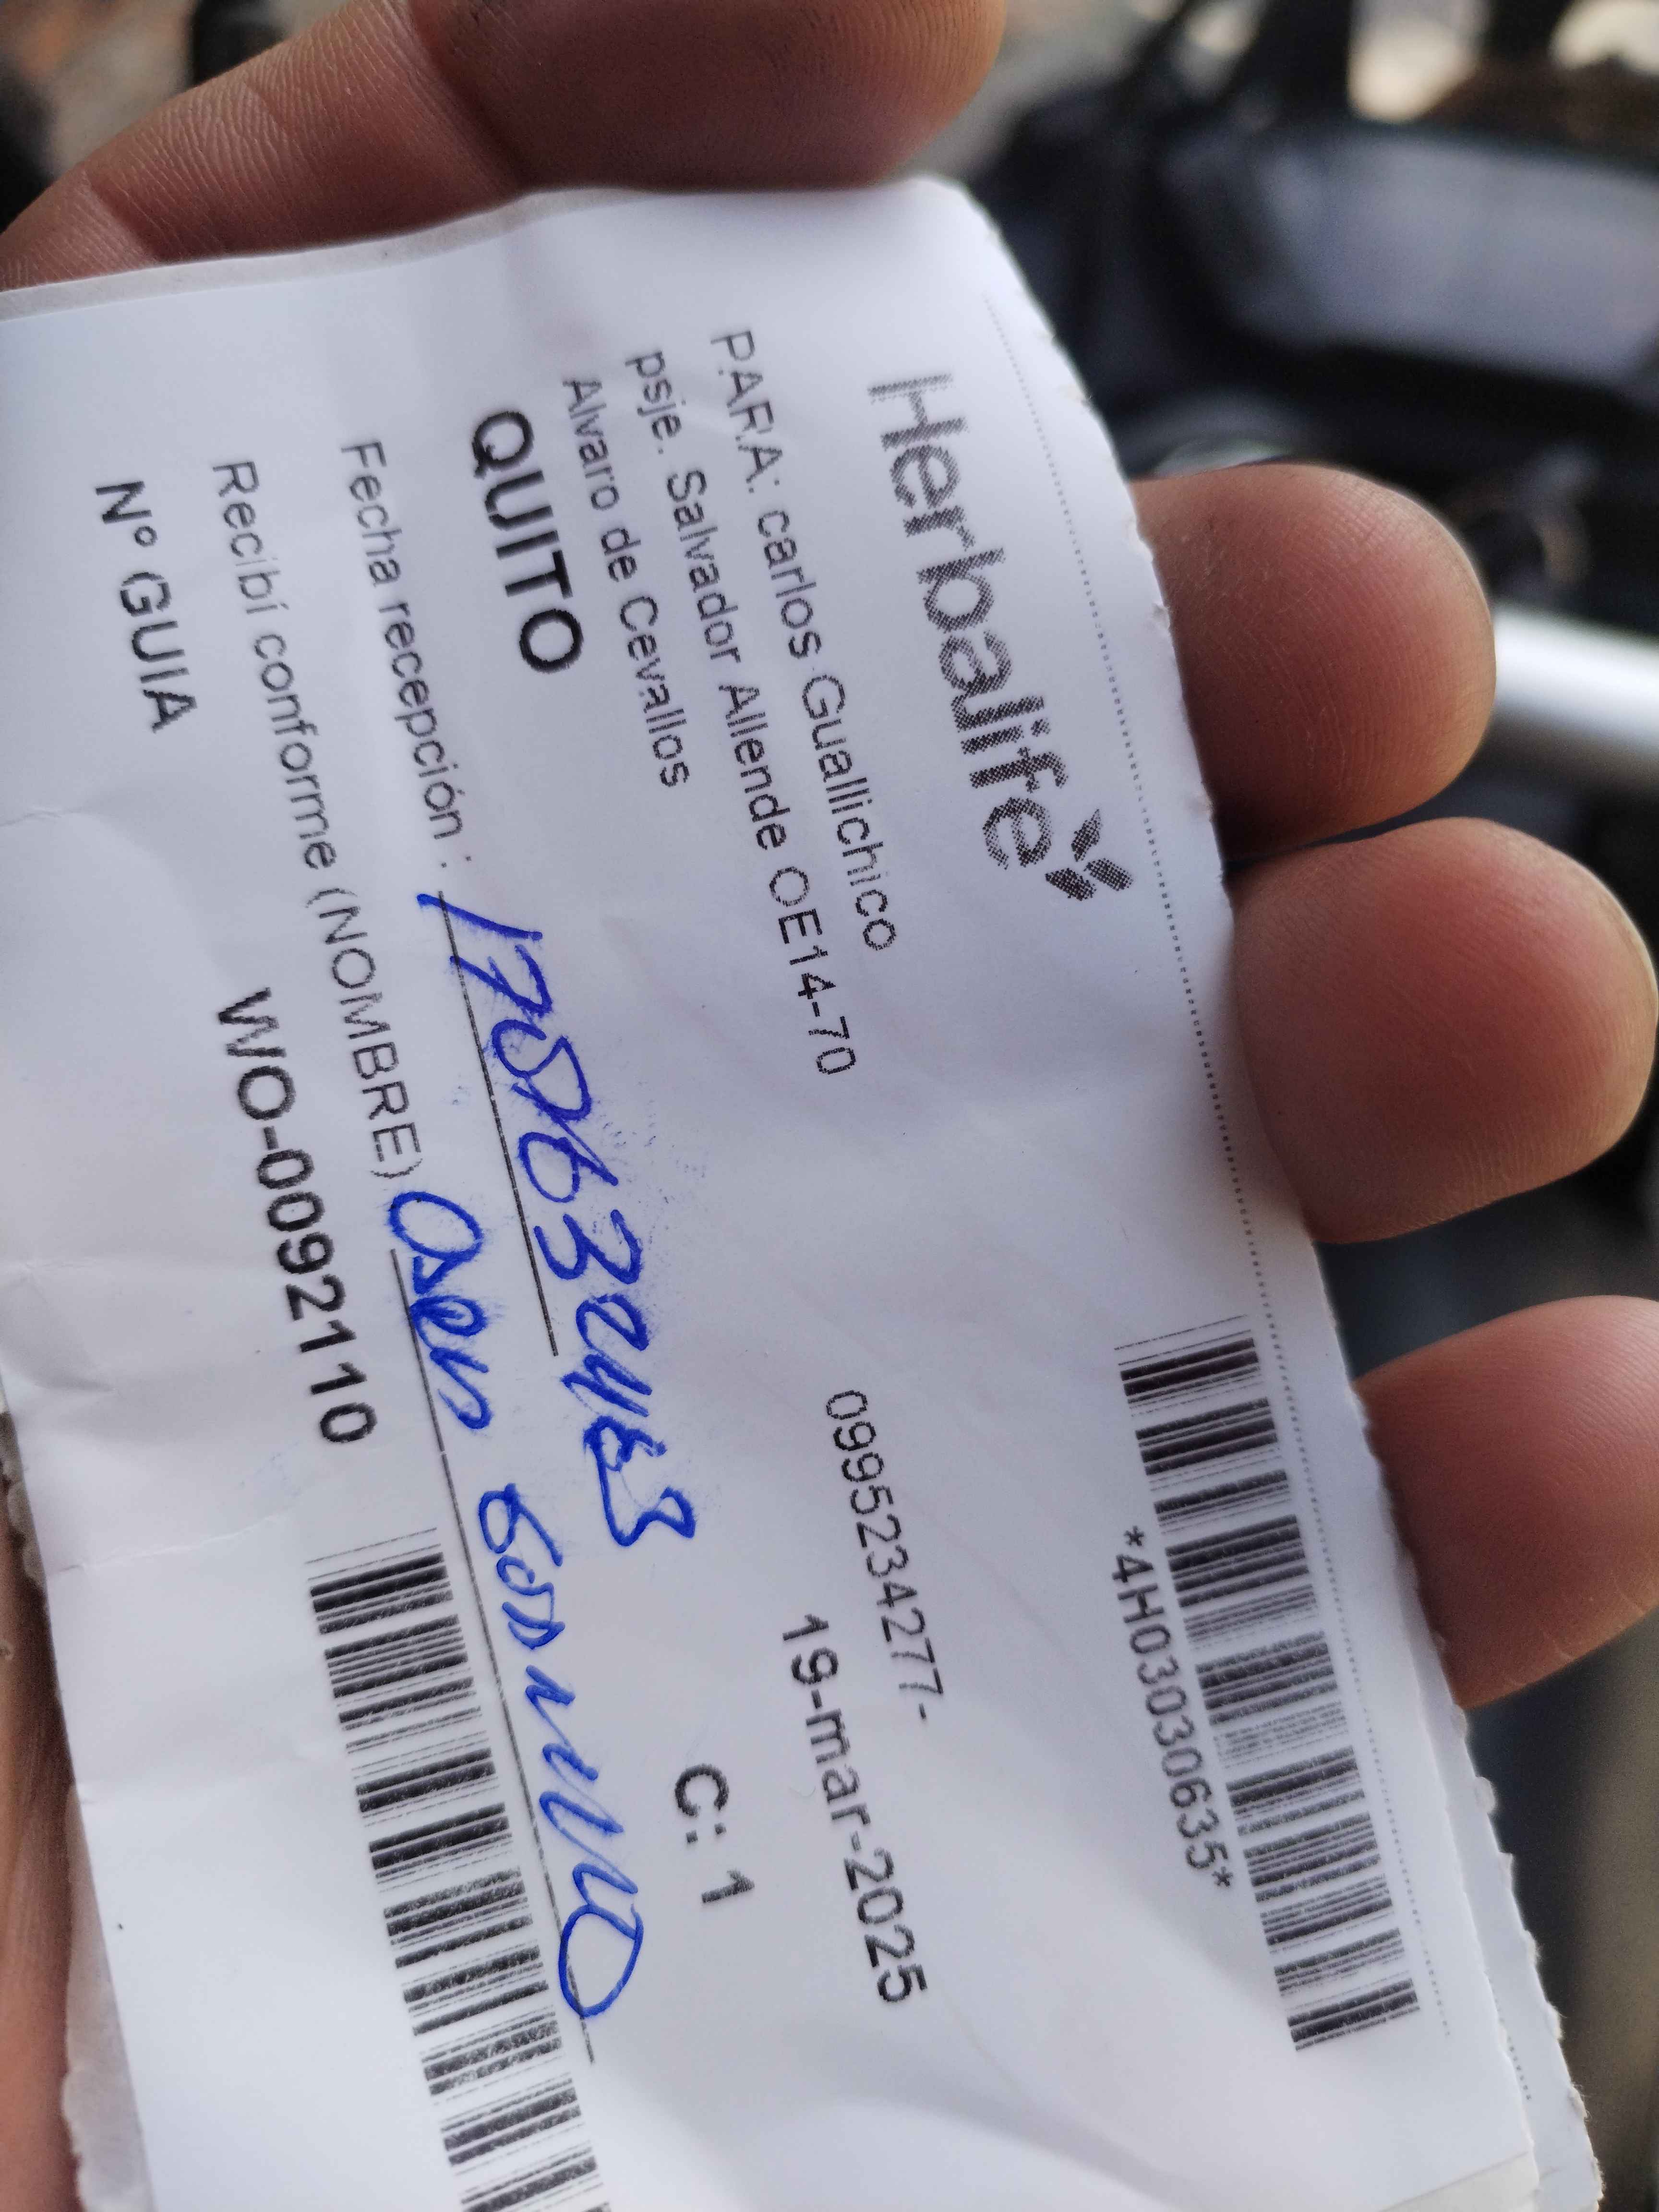 Herbalife
*4H03030635*
PARA: carlos Guallichico
0995234277-
psje. Salvador Allende OE14-70
Alvaro de Cevallos
19-mar-2025
QUITO
C: 1
Fecha recepción :
Recibí conforme (NOMBRE)
Nº GUIA WO-0092110